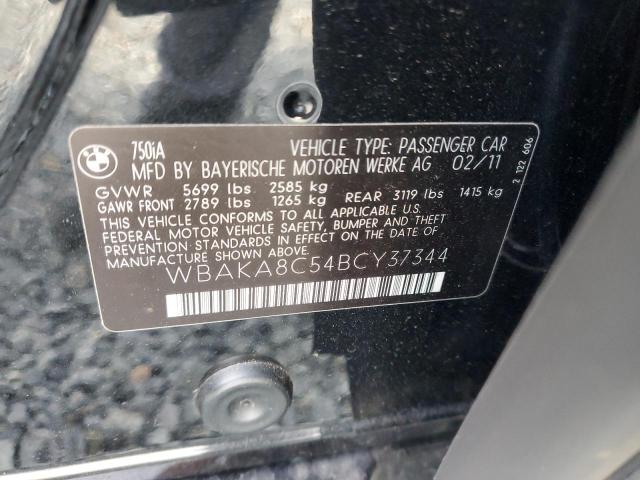 750iA VEHICLE TYPE: PASSENGER CAR
MFD BY BAYERISCHE MOTOREN WERKE AG 02/11
GVWR 5699 lbs 2585 kg
GAWR FRONT 2789 lbs 1265 kg REAR 3119 lbs 1415 kg
THIS VEHICLE CONFORMS TO ALL APPLICABLE U.S.
FEDERAL MOTOR VEHICLE SAFETY, BUMPER, AND THEFT
PREVENTION STANDARDS IN EFFECT ON THE DATE OF
MANUFACTURE SHOWN ABOVE.
WBAKA8C54BCY37344
2 122 606